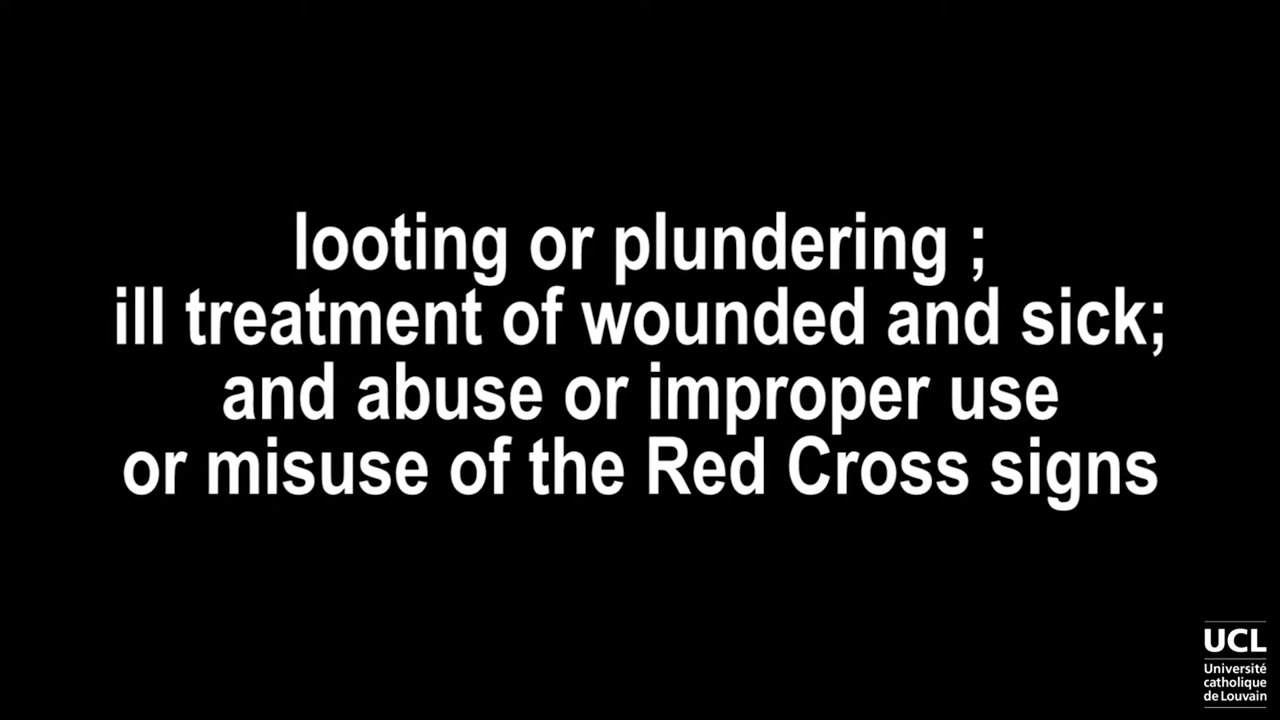 looting or plundering ;
ill treatment of wounded and sick;
and abuse or improper use
or misuse of the Red Cross signs
UCL
Université
catholique
de Louvain